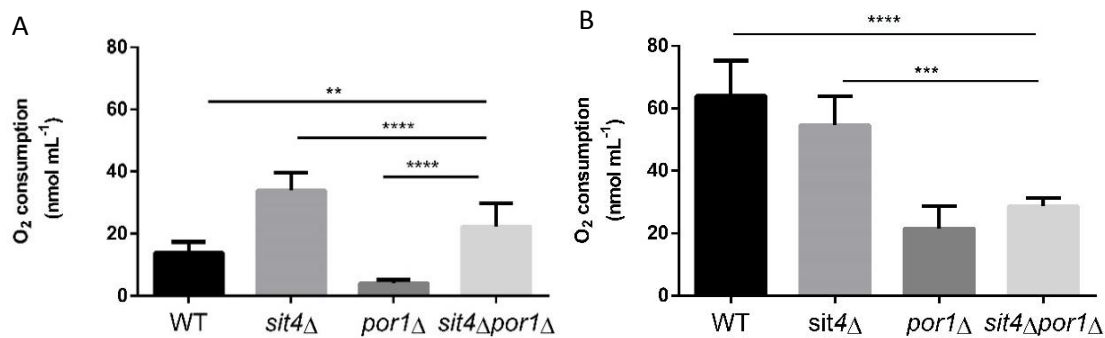 A
O₂ consumption
(nmol mL⁻¹)
80
60
40
20
0
**
****
****
WT
sit4Δ
por1Δ
sit4Δpor1Δ
B
O₂ consumption
(nmol mL⁻¹)
80
60
40
20
0
****
***
WT
sit4Δ
por1Δ
sit4Δpor1Δ